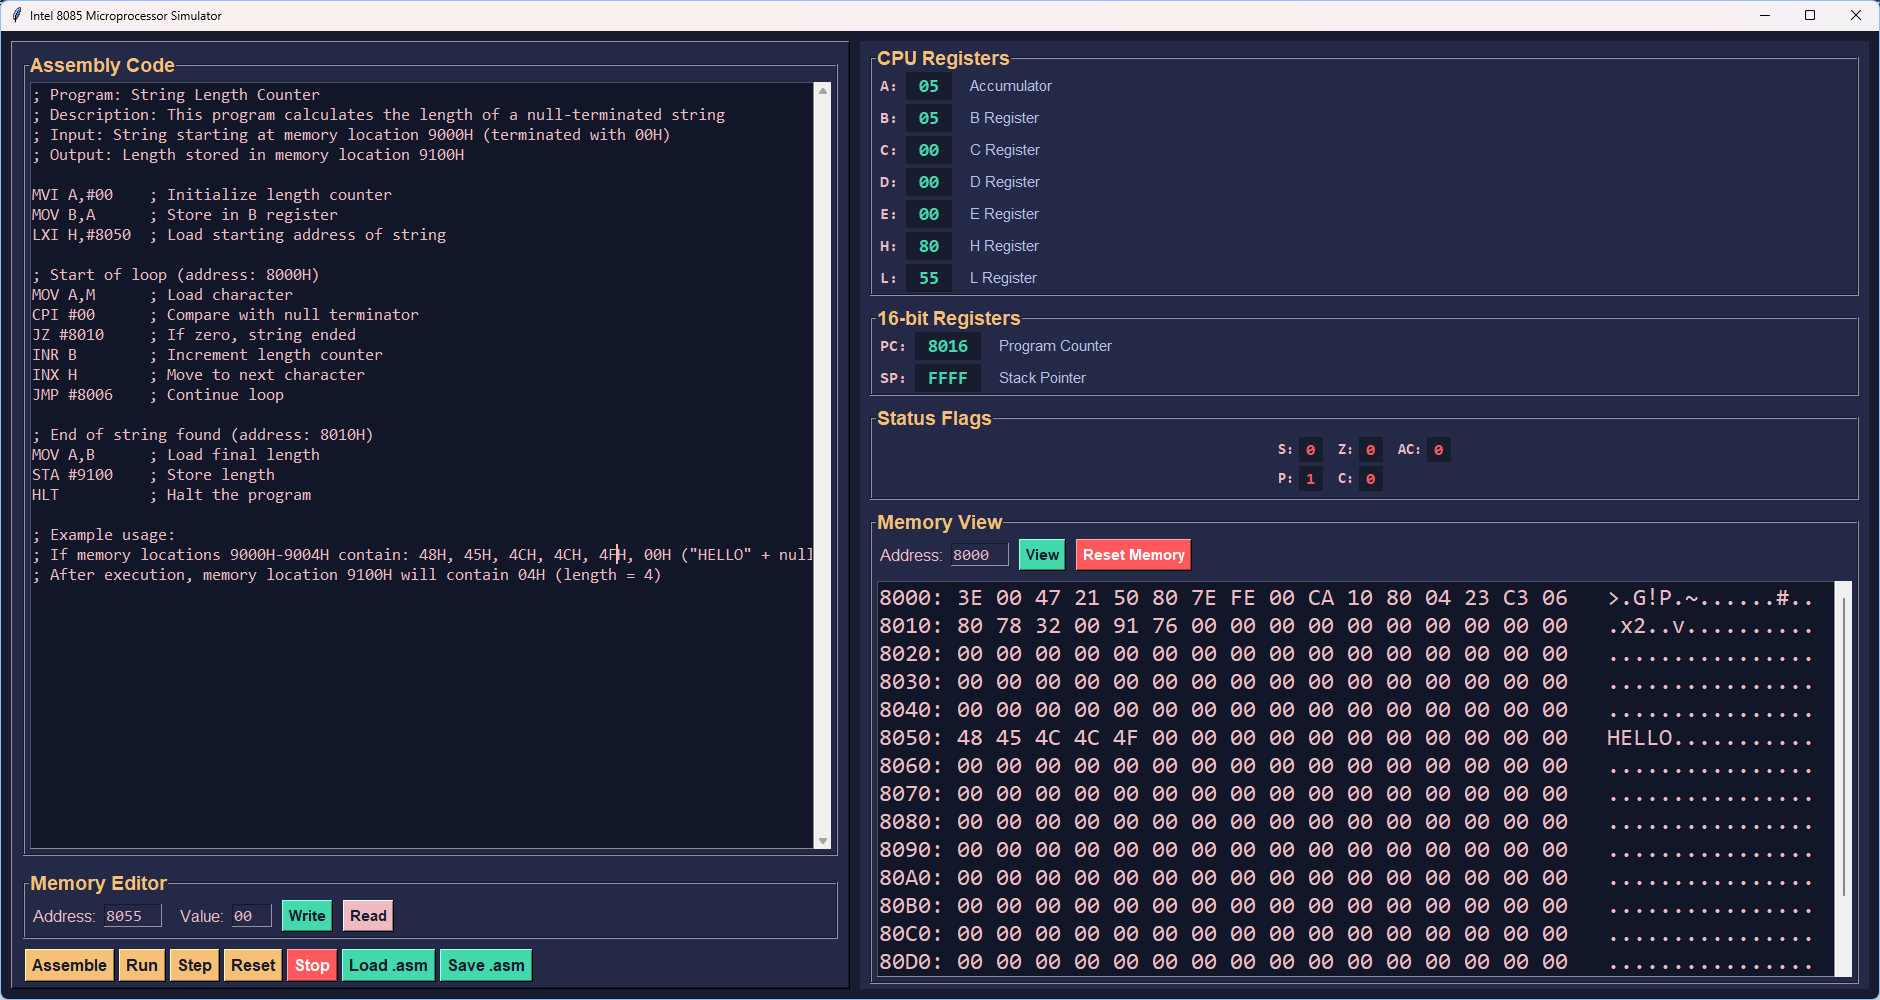 Intel 8085 Microprocessor Simulator
Assembly Code
; Program: String Length Counter
; Description: This program calculates the length of a null-terminated string
; Input: String starting at memory location 9000H (terminated with 00H)
; Output: Length stored in memory location 9100H
MVI A,#00    ; Initialize length counter
MOV B,A      ; Store in B register
LXI H,#8050  ; Load starting address of string
; Start of loop (address: 8000H)
MOV A,M      ; Load character
CPI #00      ; Compare with null terminator
JZ #8010     ; If zero, string ended
INR B        ; Increment length counter
INX H        ; Move to next character
JMP #8006    ; Continue loop
; End of string found (address: 8010H)
MOV A,B      ; Load final length
STA #9100    ; Store length
HLT          ; Halt the program
; Example usage:
; If memory locations 9000H-9004H contain: 48H, 45H, 4CH, 4CH, 4FH, 00H ("HELLO" + null
; After execution, memory location 9100H will contain 04H (length = 4)
Memory Editor
Address: 8055 Value: 00 Write Read
Assemble Run Step Reset Stop Load .asm Save .asm
CPU Registers
A: 05 Accumulator
B: 05 B Register
C: 00 C Register
D: 00 D Register
E: 00 E Register
H: 80 H Register
L: 55 L Register
16-bit Registers
PC: 8016 Program Counter
SP: FFFF Stack Pointer
Status Flags
S: 0 Z: 0 AC: 0
P: 1 C: 0
Memory View
Address: 8000 View Reset Memory
8000: 3E 00 47 21 50 80 7E FE 00 CA 10 80 04 23 C3 06   >.G!P.~......#..
8010: 80 78 32 00 91 76 00 00 00 00 00 00 00 00 00 00   .x2..v..........
8020: 00 00 00 00 00 00 00 00 00 00 00 00 00 00 00 00   ................
8030: 00 00 00 00 00 00 00 00 00 00 00 00 00 00 00 00   ................
8040: 00 00 00 00 00 00 00 00 00 00 00 00 00 00 00 00   ................
8050: 48 45 4C 4C 4F 00 00 00 00 00 00 00 00 00 00 00   HELLO...........
8060: 00 00 00 00 00 00 00 00 00 00 00 00 00 00 00 00   ................
8070: 00 00 00 00 00 00 00 00 00 00 00 00 00 00 00 00   ................
8080: 00 00 00 00 00 00 00 00 00 00 00 00 00 00 00 00   ................
8090: 00 00 00 00 00 00 00 00 00 00 00 00 00 00 00 00   ................
80A0: 00 00 00 00 00 00 00 00 00 00 00 00 00 00 00 00   ................
80B0: 00 00 00 00 00 00 00 00 00 00 00 00 00 00 00 00   ................
80C0: 00 00 00 00 00 00 00 00 00 00 00 00 00 00 00 00   ................
80D0: 00 00 00 00 00 00 00 00 00 00 00 00 00 00 00 00   ................